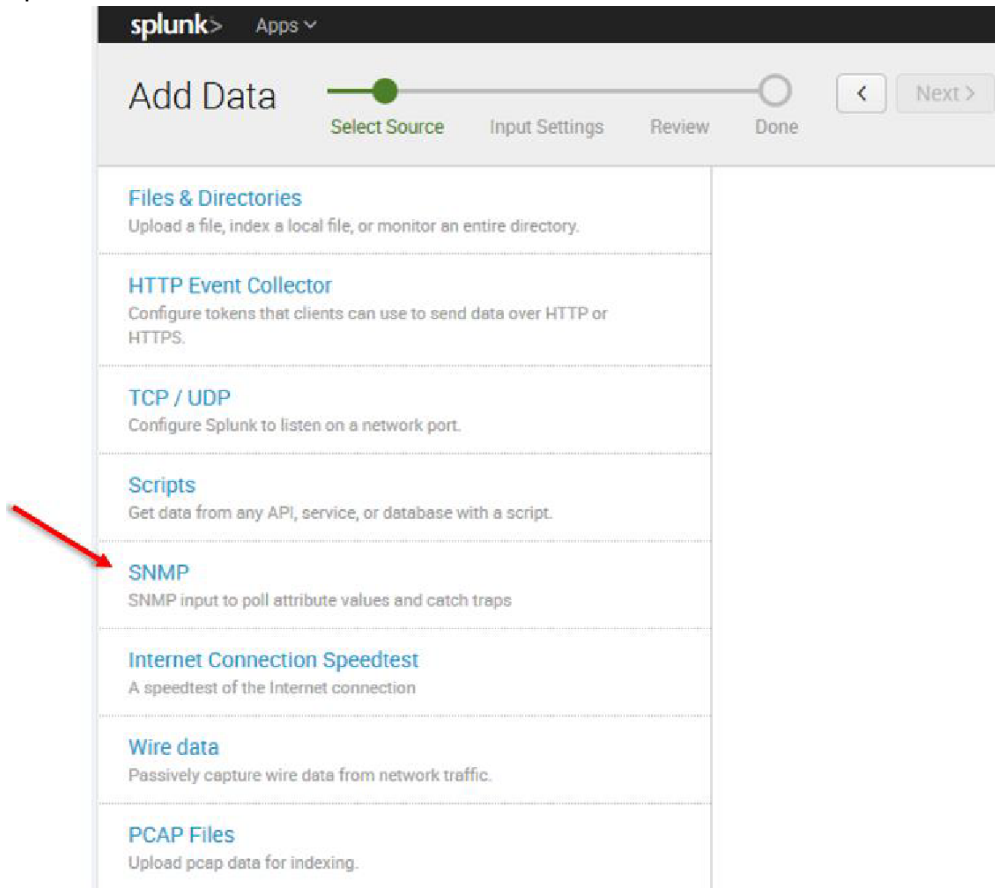 splunk> Apps
Add Data
< Next >
Select Source Input Settings Review Done
Files & Directories
Upload a file, index a local file, or monitor an entire directory.
HTTP Event Collector
Configure tokens that clients can use to send data over HTTP or
HTTPS.
TCP / UDP
Configure Splunk to listen on a network port.
Scripts
Get data from any API, service, or database with a script.
SNMP
SNMP input to poll attribute values and catch traps
Internet Connection Speedtest
A speedtest of the Internet connection
Wire data
Passively capture wire data from network traffic.
PCAP Files
Upload pcap data for indexing.